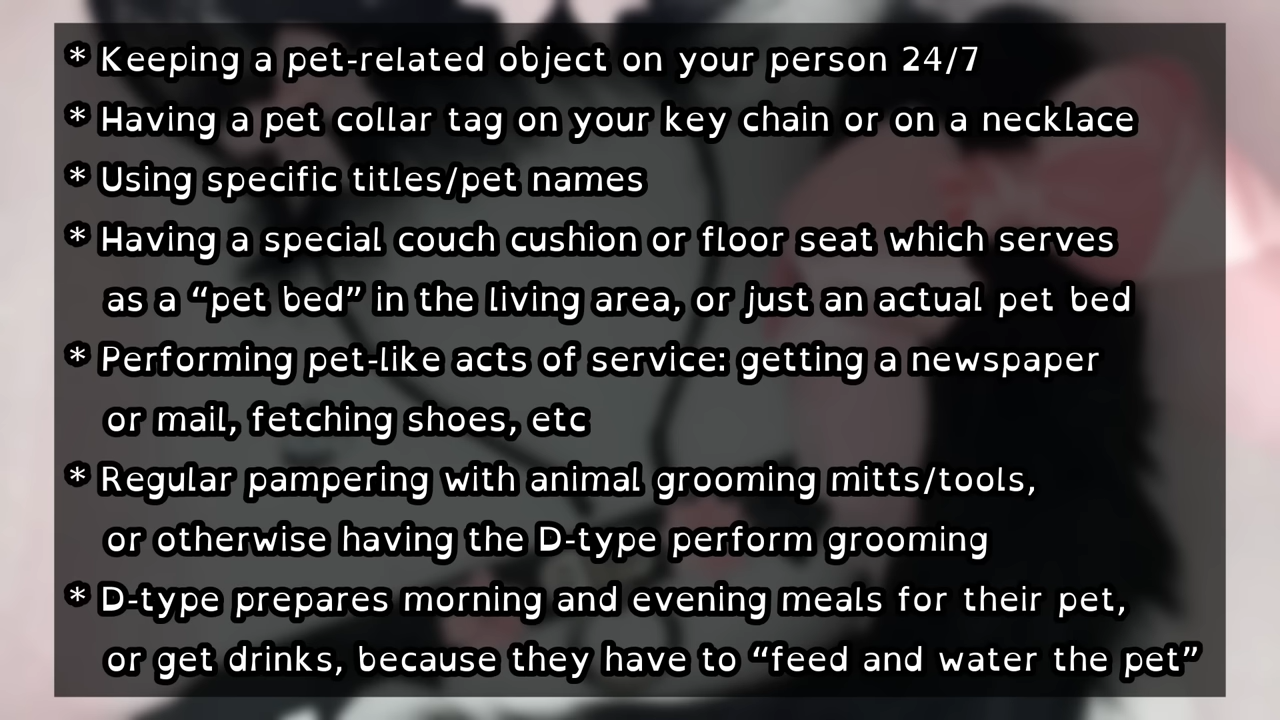 * Keeping a pet-related object on your person 24/7
* Having a pet collar tag on your key chain or on a necklace
* Using specific titles/pet names
* Having a special couch cushion or floor seat which serves
as a “pet bed” in the living area, or just an actual pet bed
* Performing pet-like acts of service: getting a newspaper
or mail, fetching shoes, etc
* Regular pampering with animal grooming mitts/tools,
or otherwise having the D-type perform grooming
* D-type prepares morning and evening meals for their pet,
or get drinks, because they have to “feed and water the pet”